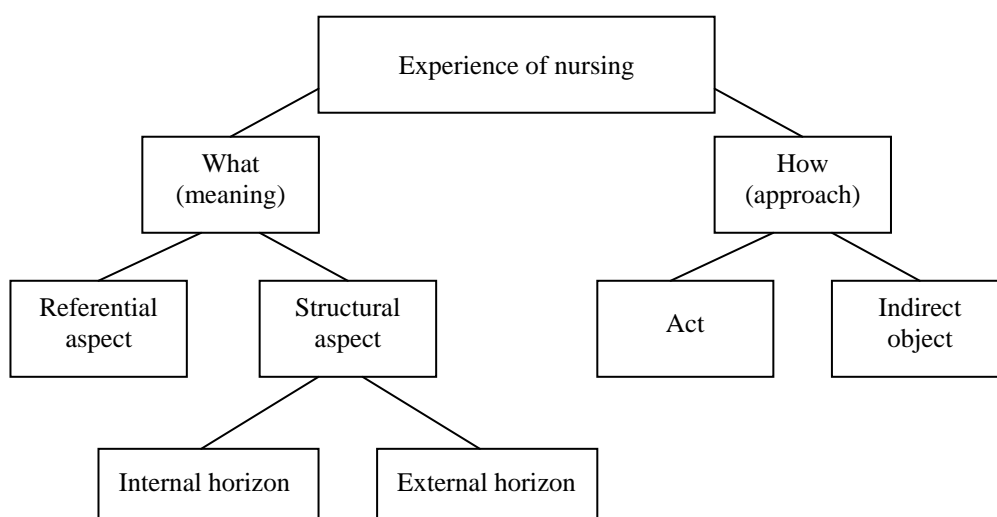 Experience of nursing
What
(meaning)
How
(approach)
Referential
aspect
Structural
aspect
Act
Indirect
object
Internal horizon
External horizon